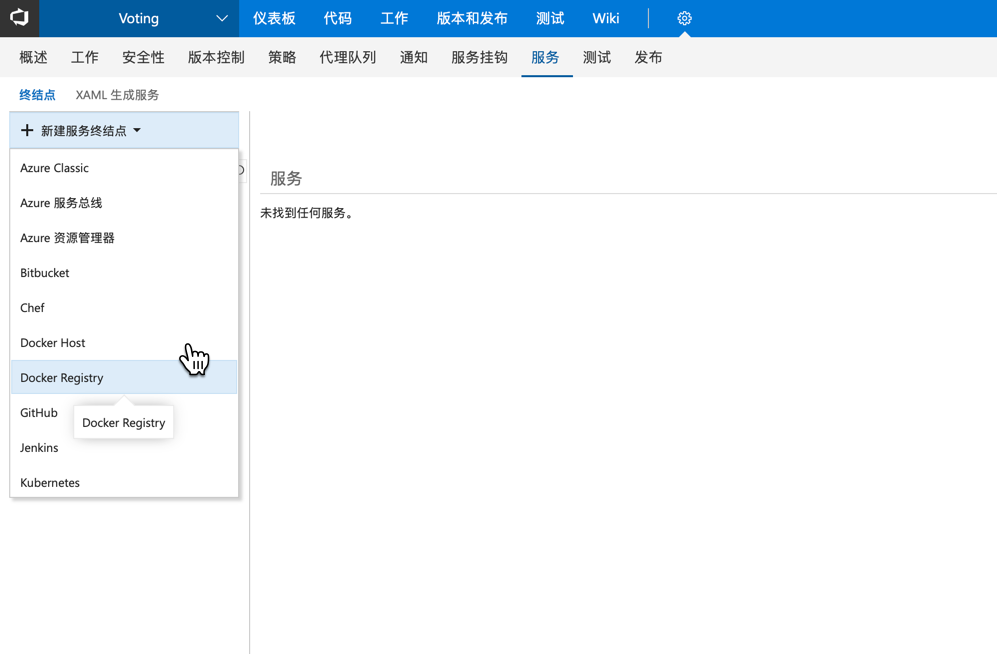 Voting 仪表板 代码 工作 版本和发布 测试 Wiki
概述 工作 安全性 版本控制 策略 代理队列 通知 服务挂钩 服务 测试 发布
终结点 XAML 生成服务
新建服务终结点
Azure Classic
Azure 服务总线
Azure 资源管理器
Bitbucket
Chef
Docker Host
Docker Registry
GitHub
Docker Registry
Jenkins
Kubernetes
服务
未找到任何服务。